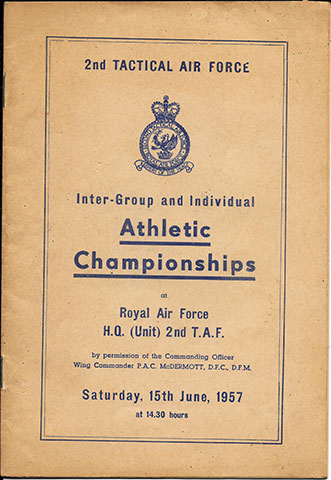 2nd TACTICAL AIR FORCE
Inter-Group and Individual
Athletic
Championships
at
Royal Air Force
H.Q. (Unit) 2nd T.A.F.
by permission of the Commanding Officer
Wing Commander P.A.C. McDERMOTT, D.F.C., D.F.M.
Saturday, 15th June, 1957
at 14.30 hours